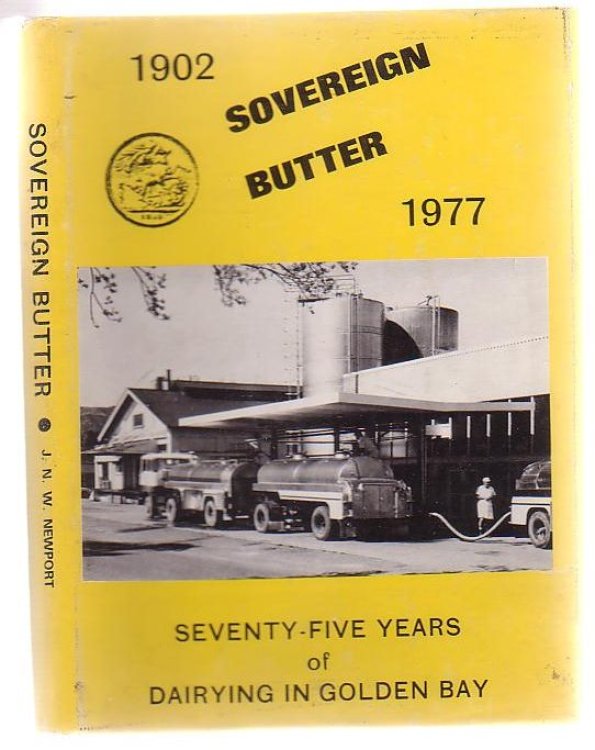 1902
SOVEREIGN
BUTTER
1977
SEVENTY-FIVE YEARS
of
DAIRYING IN GOLDEN BAY
SOVEREIGN BUTTER
J. N. W. NEWPORT